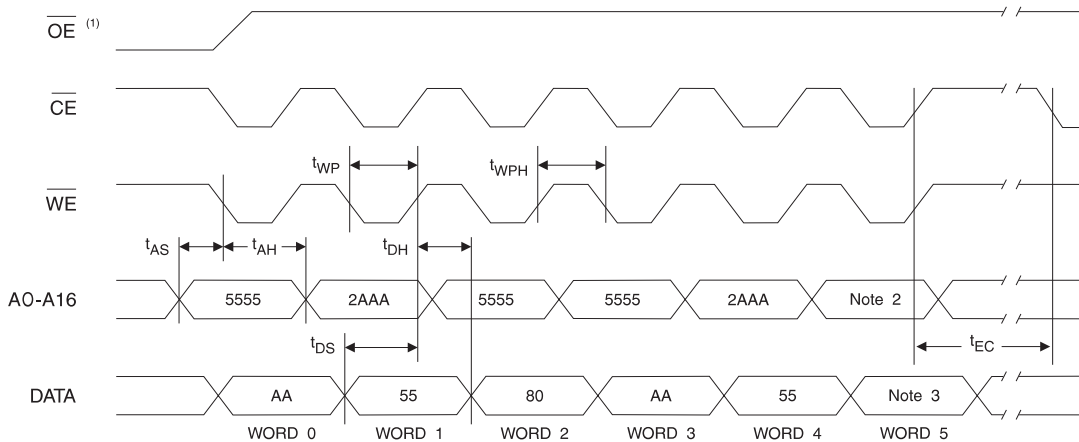 OE (1)
CE
tWP
tWPH
WE
tAS
tAH
tDH
A0-A16
5555
2AAA
5555
5555
2AAA
Note 2
tDS
tEC
DATA
AA
55
80
AA
55
Note 3
WORD 0
WORD 1
WORD 2
WORD 3
WORD 4
WORD 5